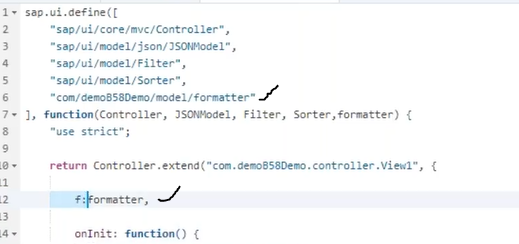 1 sap.ui.define([
2 "sap/ui/core/mvc/Controller",
3 "sap/ui/model/json/JSONModel",
4 "sap/ui/model/Filter",
5 "sap/ui/model/Sorter",
6 "com/demoB58Demo/model/formatter"
7 ], function(Controller, JSONModel, Filter, Sorter,formatter) {
8 "use strict";
9
10 return Controller.extend("com.demoB58Demo.controller.View1", {
11
12 f:formatter,
13
14 onInit: function() {